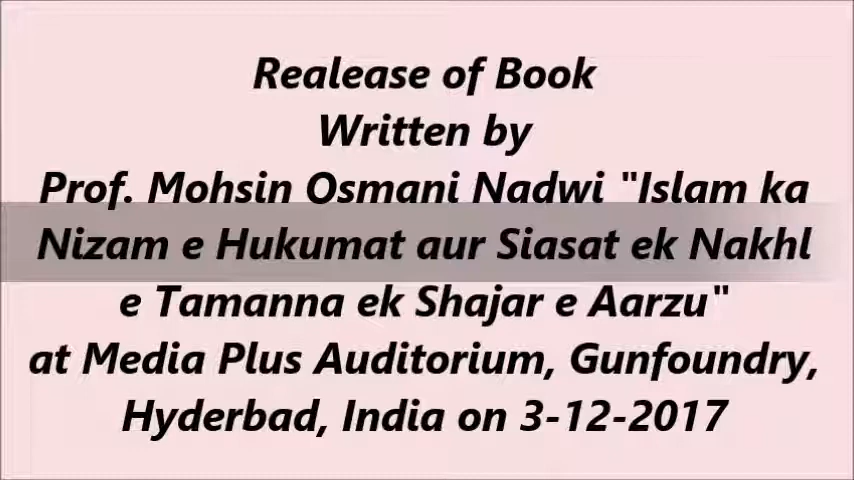 Realease of Book
Written by
Prof. Mohsin Osmani Nadwi "Islam ka
Nizam e Hukumat aur Siasat ek Nakhl
e Tamanna ek Shajar e Aarzu"
at Media Plus Auditorium, Gunfoundry,
Hyderbad, India on 3-12-2017